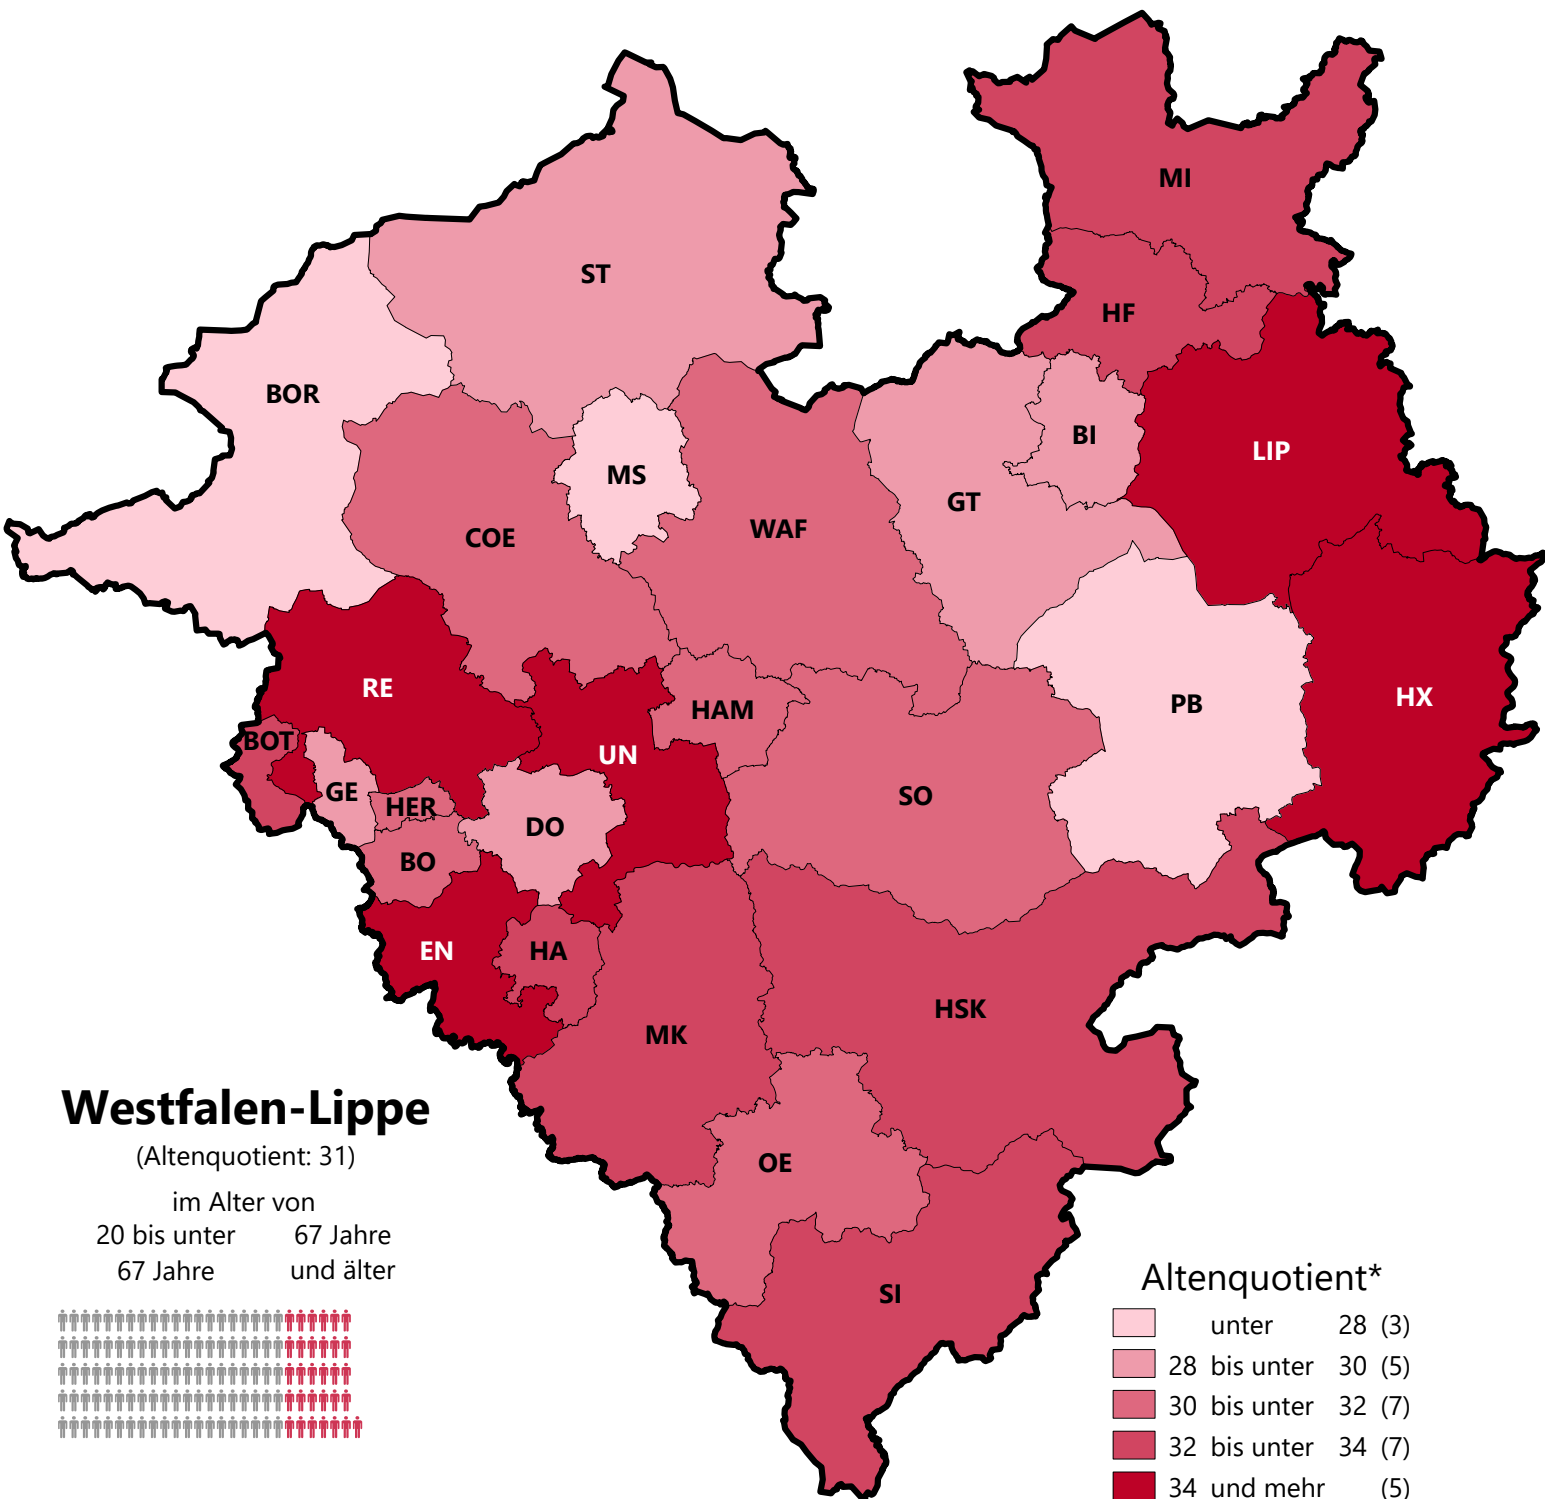 MI
ST
HF
BOR
BI
LIP
MS
GT
WAF
COE
RE
HX
PB
HAM
BOT
UN
GE
SO
HER
DO
BO
EN
HA
HSK
MK
OE
SI
Westfalen-Lippe
(Altenquotient: 31)
im Alter von
20 bis unter 67 Jahre
67 Jahre und älter
Altenquotient*
unter 28 (3)
28 bis unter 30 (5)
30 bis unter 32 (7)
32 bis unter 34 (7)
34 und mehr (5)